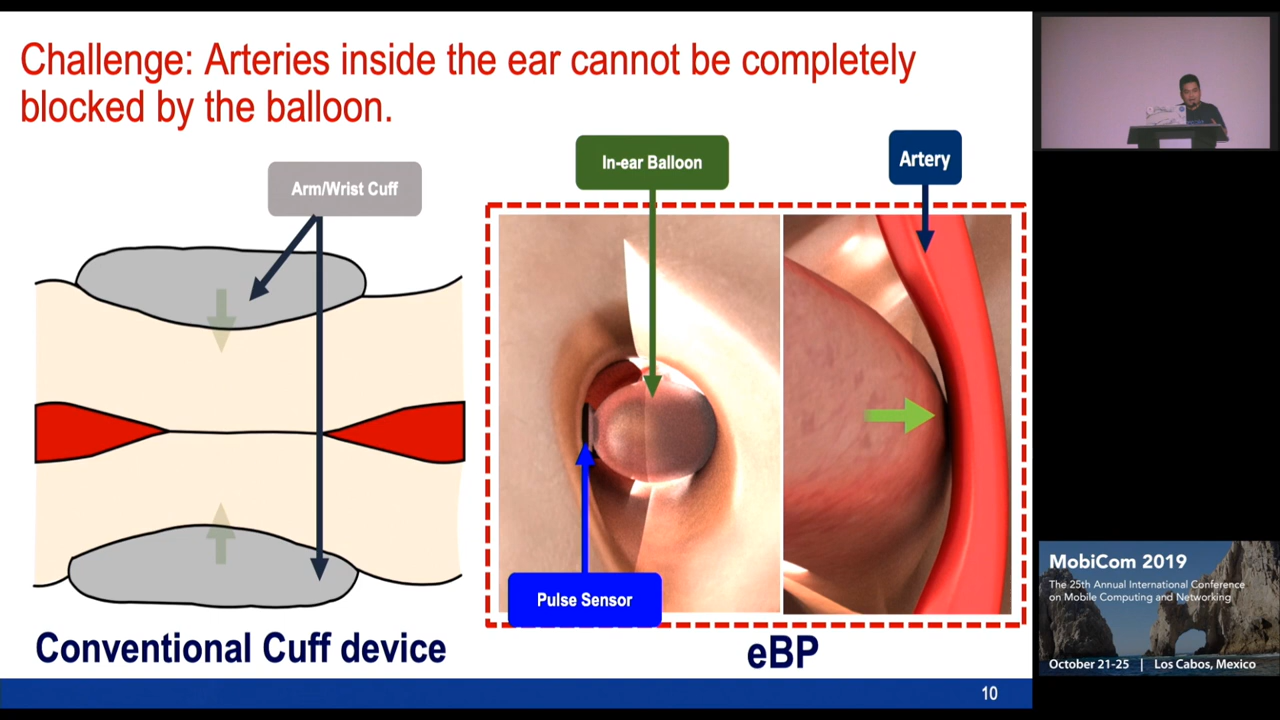 Challenge: Arteries inside the ear cannot be completely
blocked by the balloon.
Arm/Wrist Cuff
In-ear Balloon
Artery
Pulse Sensor
Conventional Cuff device
eBP
10
MobiCom 2019
The 25th Annual International Conference
on Mobile Computing and Networking
October 21-25 | Los Cabos, Mexico